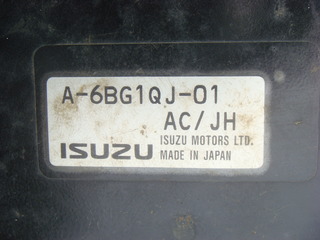 A-6BG1QJ-01
AC/JH
ISUZU ISUZU MOTORS LTD.
MADE IN JAPAN